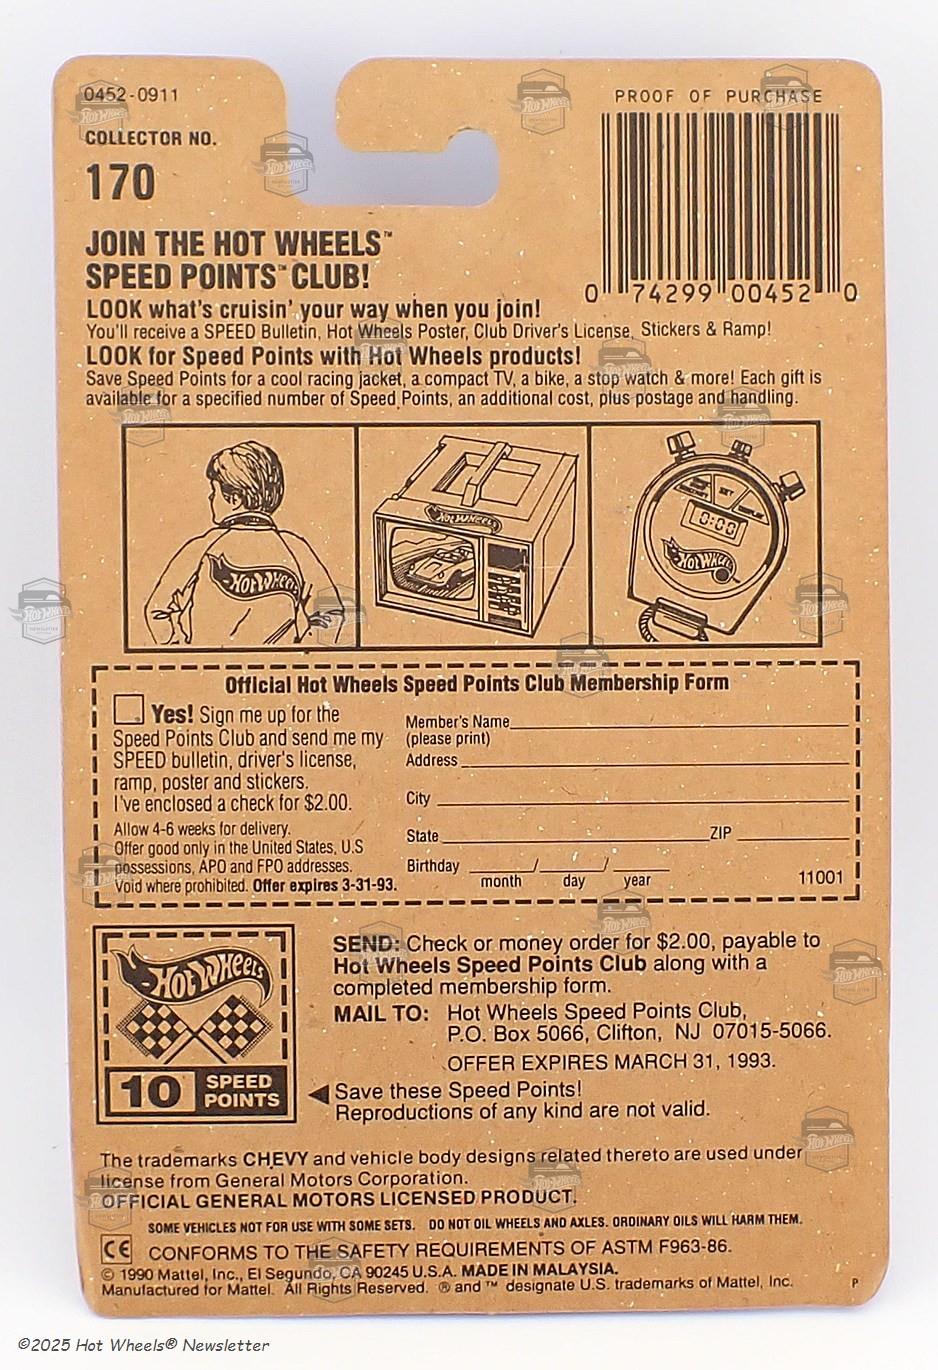 0452-0911
PROOF OF PURCHASE
COLLECTOR NO.
170
0 74299 00452 0
JOIN THE HOT WHEELS™
SPEED POINTS™ CLUB!
LOOK what's cruisin' your way when you join!
You'll receive a SPEED Bulletin, Hot Wheels Poster, Club Driver's License, Stickers & Ramp!
LOOK for Speed Points with Hot Wheels products!
Save Speed Points for a cool racing jacket, a compact TV, a bike, a stop watch & more! Each gift is
available for a specified number of Speed Points, an additional cost, plus postage and handling.
HOT WHEELS
HOT WHEELS
SET
0:00
HOT WHEELS
Official Hot Wheels Speed Points Club Membership Form
Yes! Sign me up for the
Speed Points Club and send me my
SPEED bulletin, driver's license,
ramp, poster and stickers.
I've enclosed a check for $2.00.
Allow 4-6 weeks for delivery.
Offer good only in the United States, U.S
possessions, APO and FPO addresses.
Void where prohibited. Offer expires 3-31-93.
Member's Name
(please print)
Address
City
State ZIP
Birthday / /
month day year
11001
HOT WHEELS
10 SPEED
POINTS
SEND: Check or money order for $2.00, payable to
Hot Wheels Speed Points Club along with a
completed membership form.
MAIL TO: Hot Wheels Speed Points Club,
P.O. Box 5066, Clifton, NJ 07015-5066.
OFFER EXPIRES MARCH 31, 1993.
Save these Speed Points!
Reproductions of any kind are not valid.
The trademarks CHEVY and vehicle body designs related thereto are used under
license from General Motors Corporation.
OFFICIAL GENERAL MOTORS LICENSED PRODUCT.
SOME VEHICLES NOT FOR USE WITH SOME SETS. DO NOT OIL WHEELS AND AXLES. ORDINARY OILS WILL HARM THEM.
CE CONFORMS TO THE SAFETY REQUIREMENTS OF ASTM F963-86.
© 1990 Mattel, Inc., El Segundo, CA 90245 U.S.A. MADE IN MALAYSIA.
Manufactured for Mattel. All Rights Reserved. ® and ™ designate U.S. trademarks of Mattel, Inc. P
©2025 Hot Wheels® Newsletter